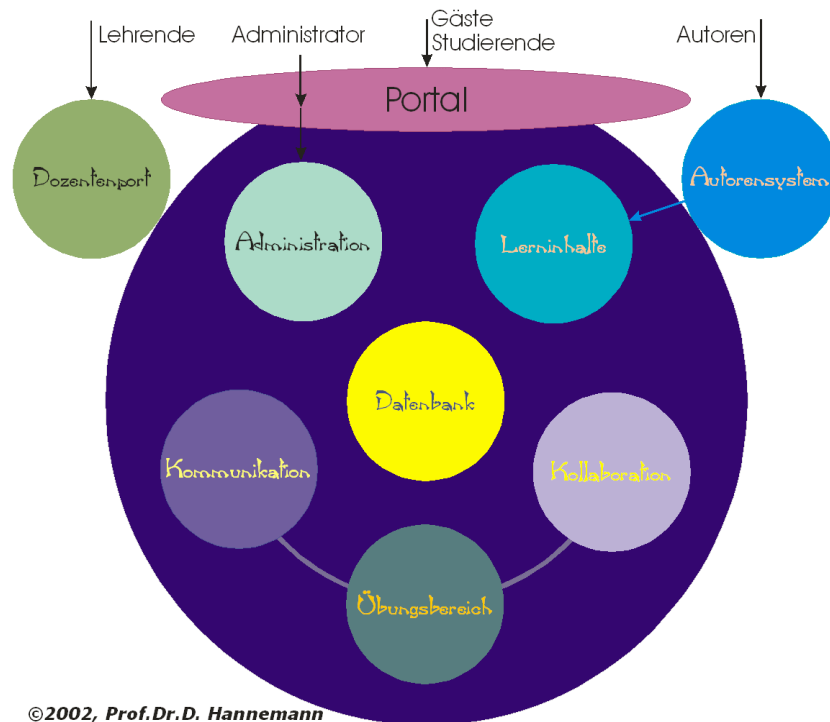 Lehrende
Administrator
Gäste
Studierende
Autoren
Portal
Dozentenport
Autorensystem
Administration
Lerninhalte
Datenbank
Kommunikation
Kollaboration
Übungsbereich
©2002, Prof.Dr.D. Hannemann